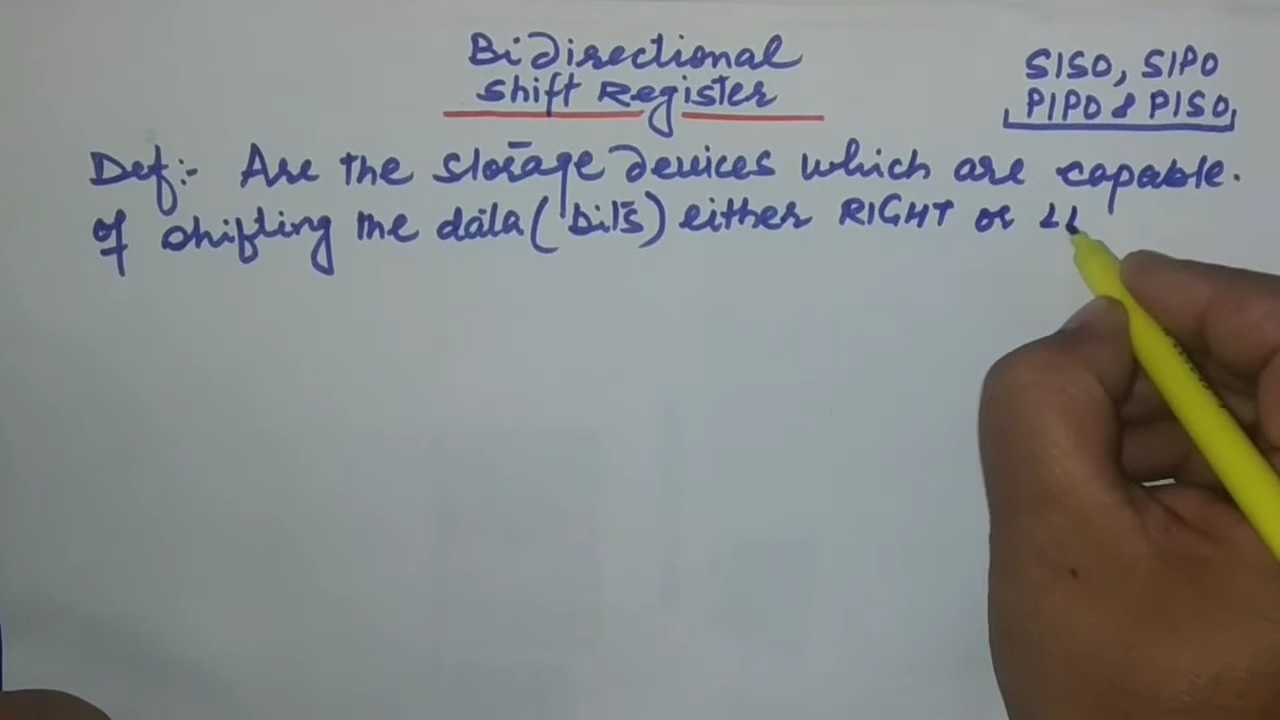 Bidirectional
Shift Register
SISO, SIPO
PIPO & PISO,
Def:- Are the storage devices which are capable.
of shifting the data (bits) either RIGHT or